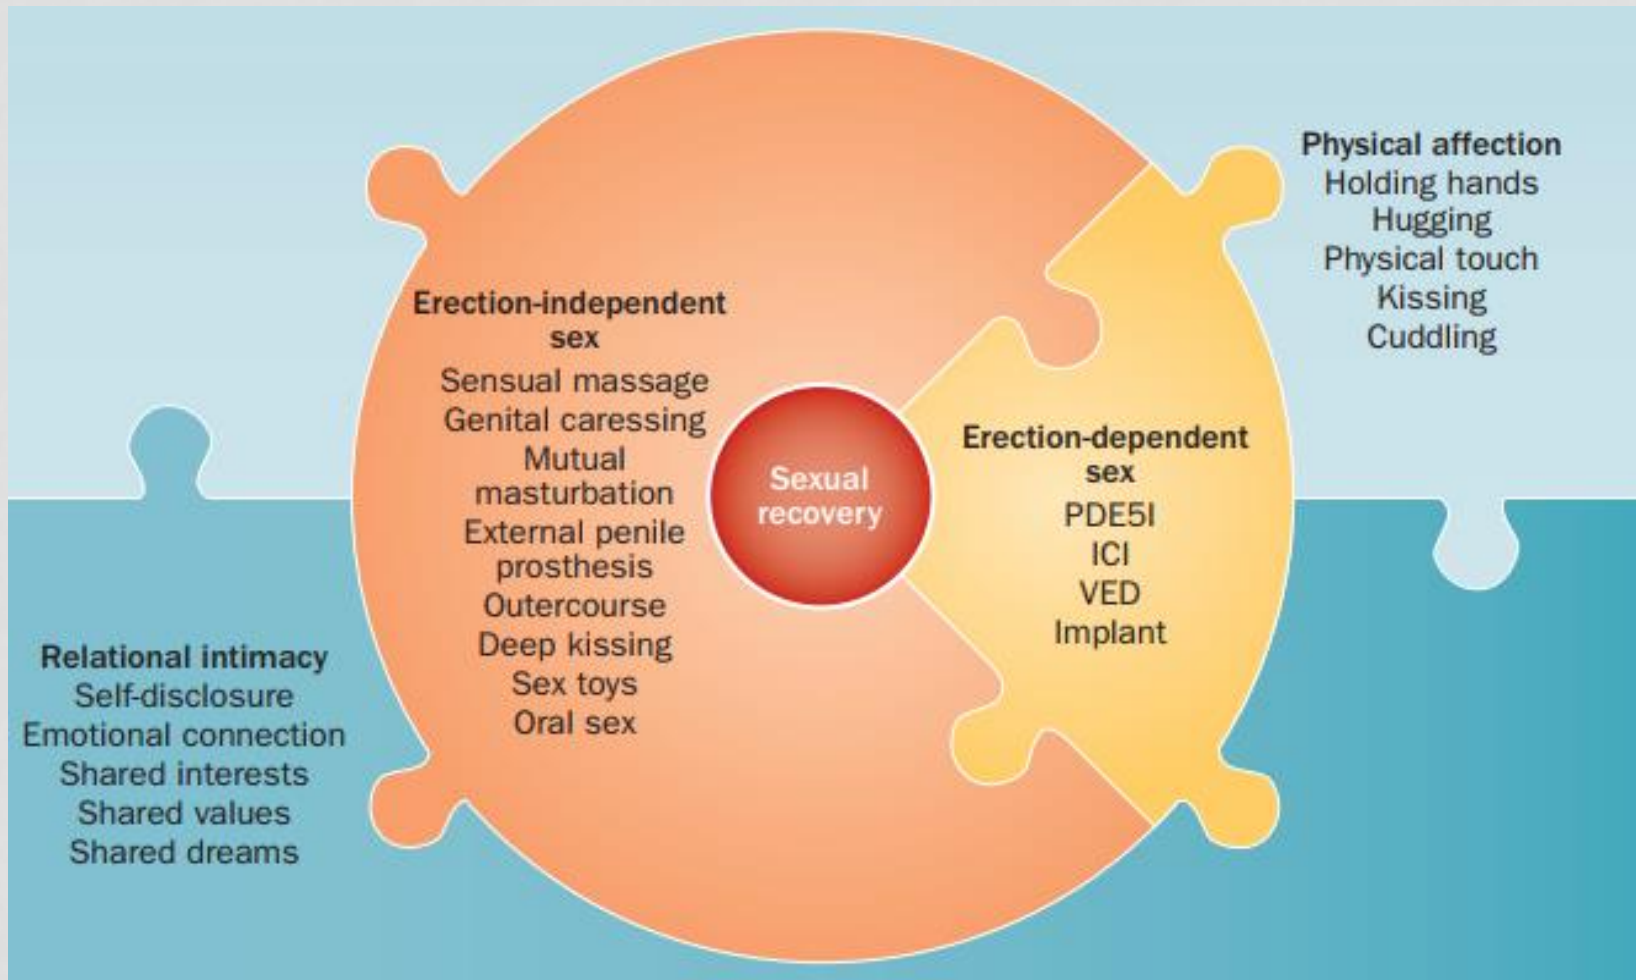 Physical affection
Holding hands
Hugging
Physical touch
Kissing
Cuddling
Erection-independent
sex
Sensual massage
Genital caressing
Mutual
masturbation
External penile
prosthesis
Outercourse
Deep kissing
Sex toys
Oral sex
Sexual
recovery
Erection-dependent
sex
PDE5I
ICI
VED
Implant
Relational intimacy
Self-disclosure
Emotional connection
Shared interests
Shared values
Shared dreams